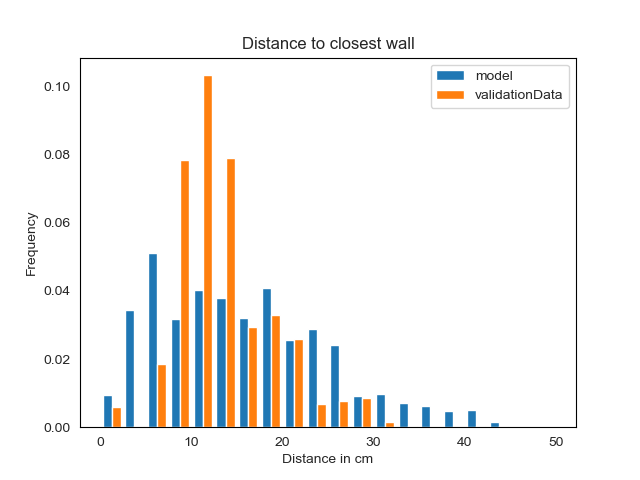 Distance to closest wall
model
validationData
Frequency
0.10
0.08
0.06
0.04
0.02
0.00
0 10 20 30 40 50
Distance in cm